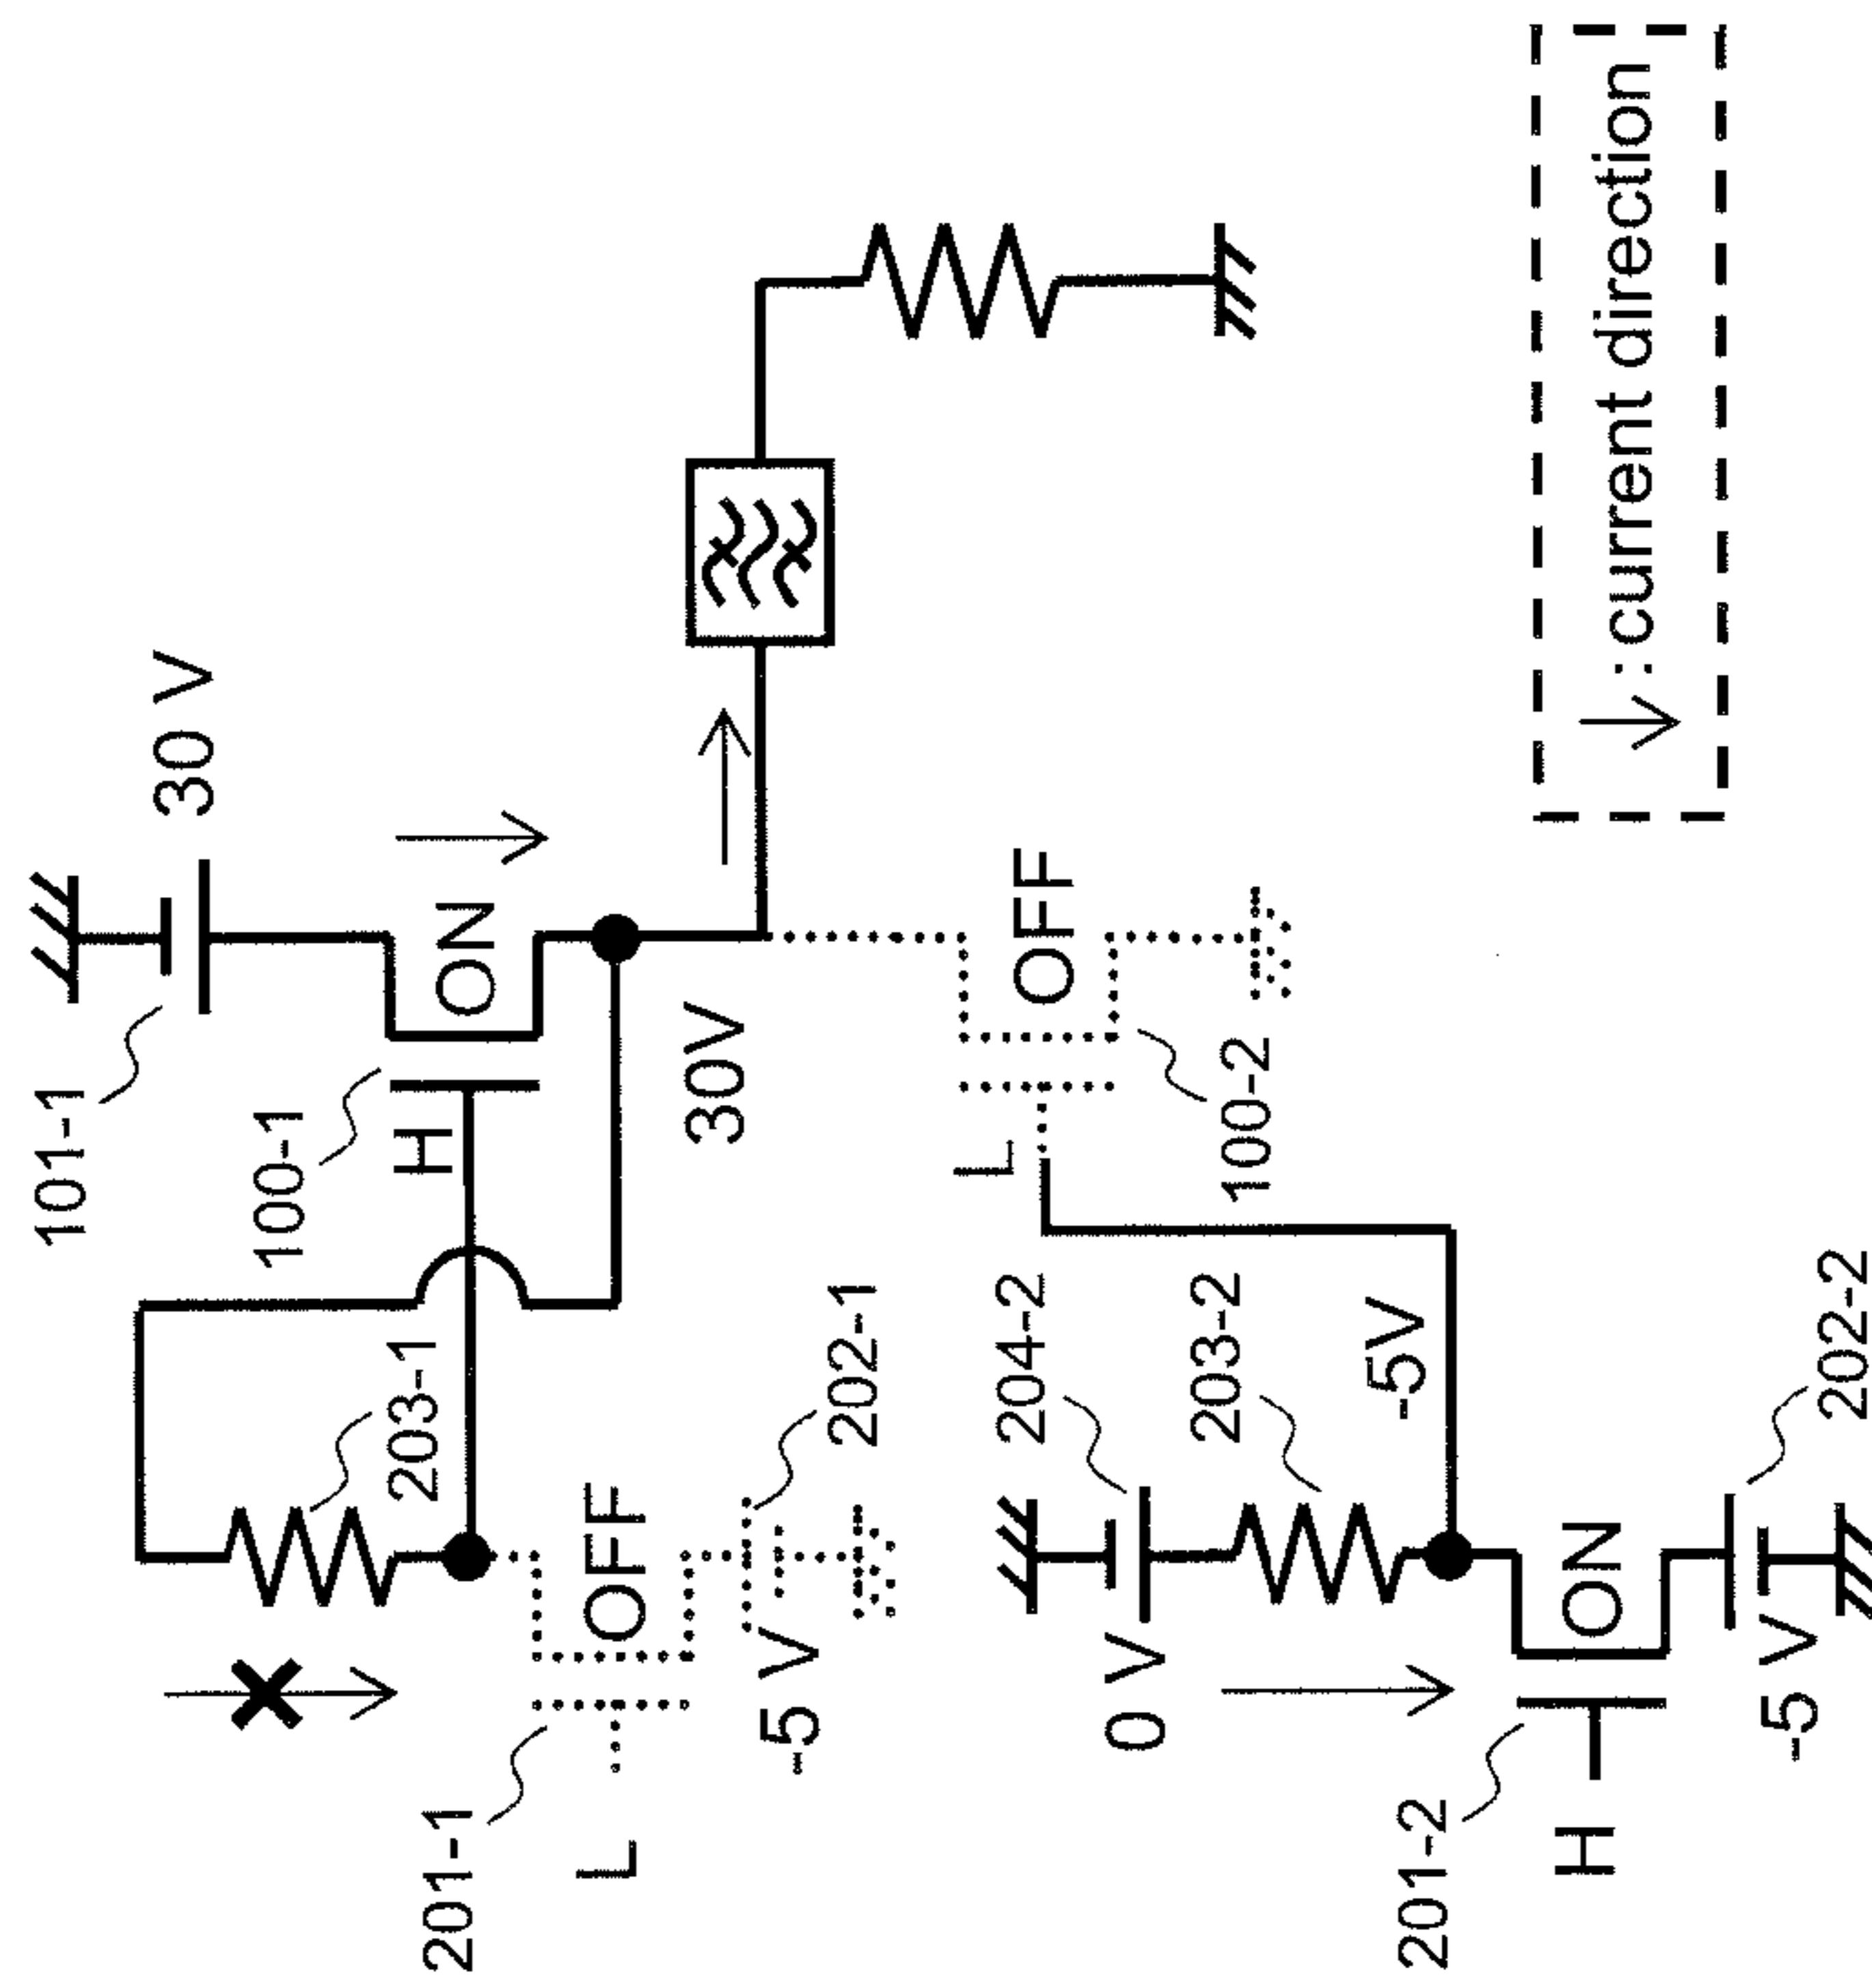 101-1
30 V
100-1
H
ON
203-1
30V
201-1
L
OFF
202-1
-5 V
L
OFF
100-2
204-2
0 V
203-2
-5V
201-2
H
ON
-5 V
202-2
↓ : current direction